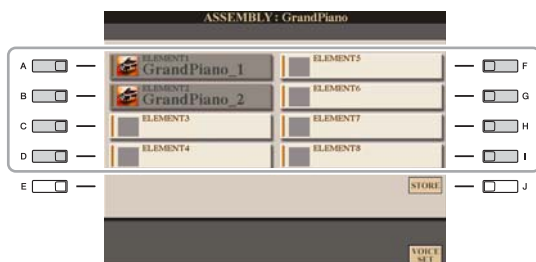 ASSEMBLY: GrandPiano
A
ELEMENT1
GrandPiano_1
ELEMENT5
F
B
ELEMENT2
GrandPiano_2
ELEMENT6
G
C
ELEMENT3
ELEMENT7
H
D
ELEMENT4
ELEMENT8
I
E
STORE
J
VOICE
SET